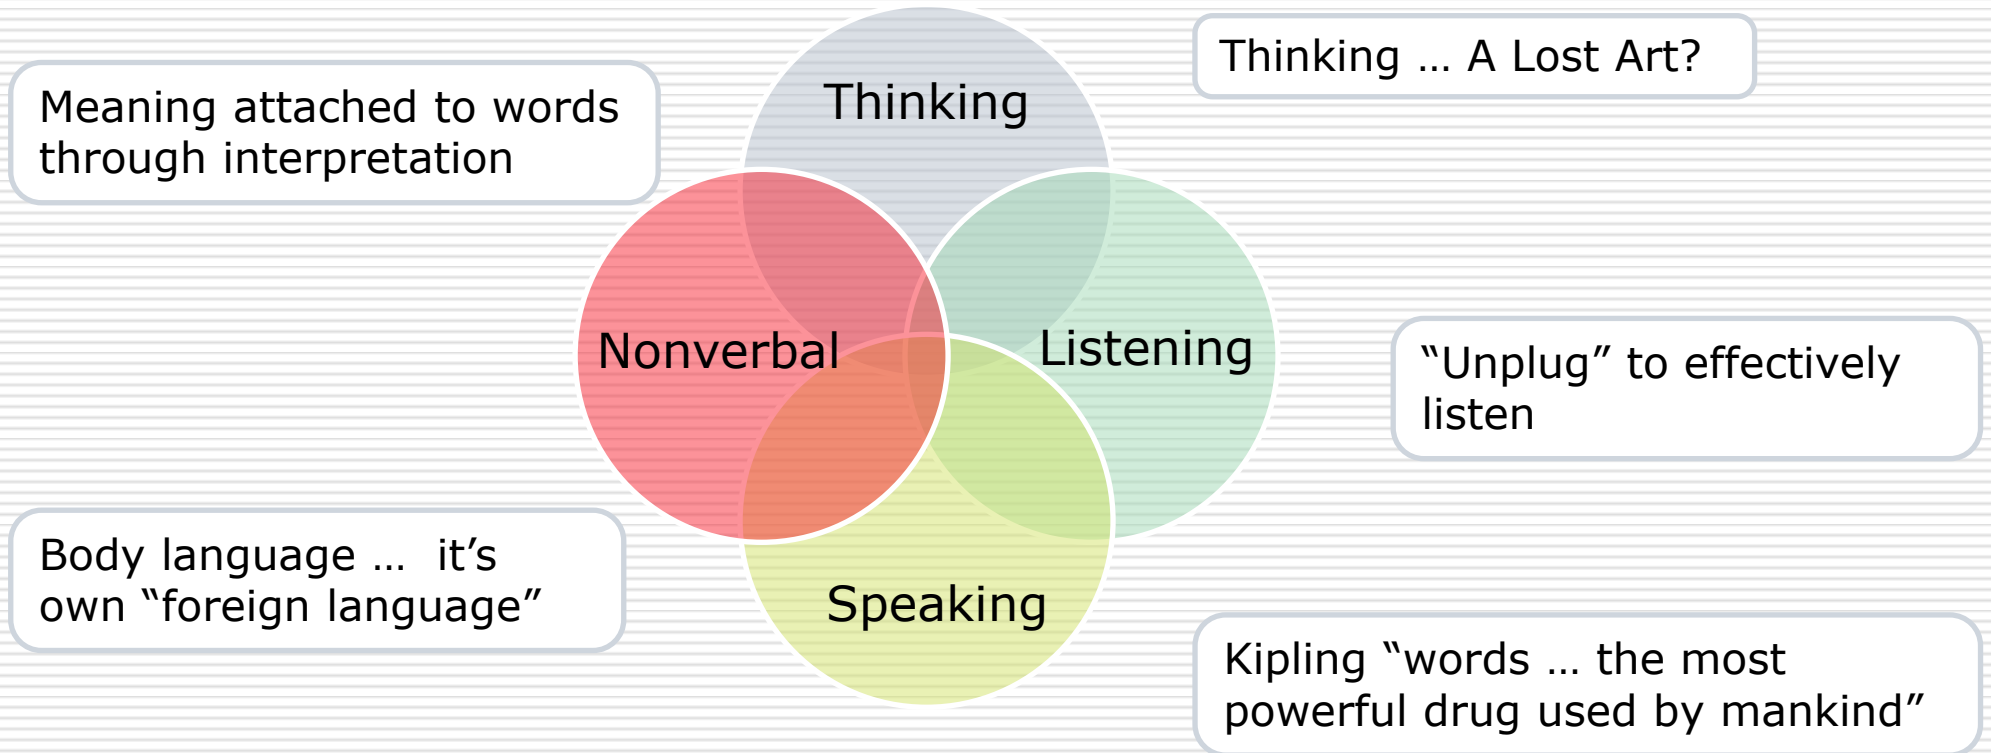 Thinking … A Lost Art?
Meaning attached to words
through interpretation
Thinking
Nonverbal
Listening
“Unplug” to effectively
listen
Body language … it’s
own “foreign language”
Speaking
Kipling “words … the most
powerful drug used by mankind”